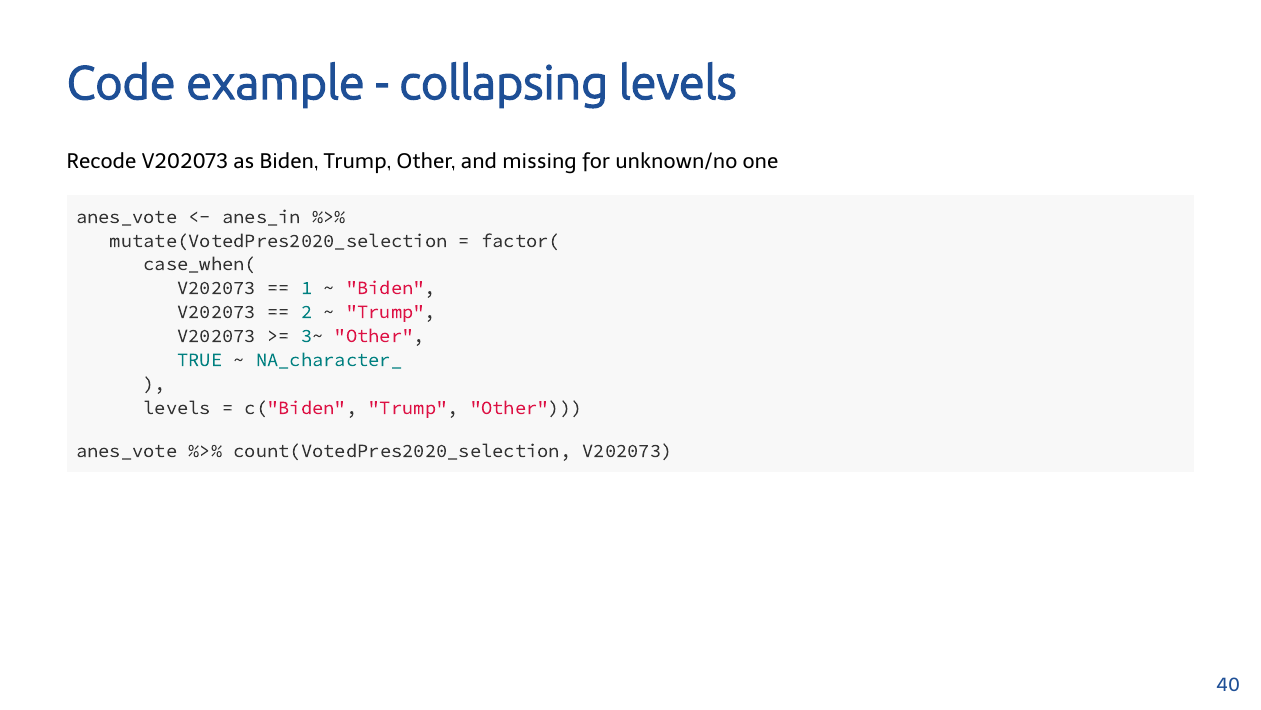 Code example - collapsing levels
Recode V202073 as Biden, Trump, Other, and missing for unknown/no one
anes_vote <- anes_in %>%
   mutate(VotedPres2020_selection = factor(
      case_when(
         V202073 == 1 ~ "Biden",
         V202073 == 2 ~ "Trump",
         V202073 >= 3~ "Other",
         TRUE ~ NA_character_
      ),
      levels = c("Biden", "Trump", "Other")))
anes_vote %>% count(VotedPres2020_selection, V202073)
40